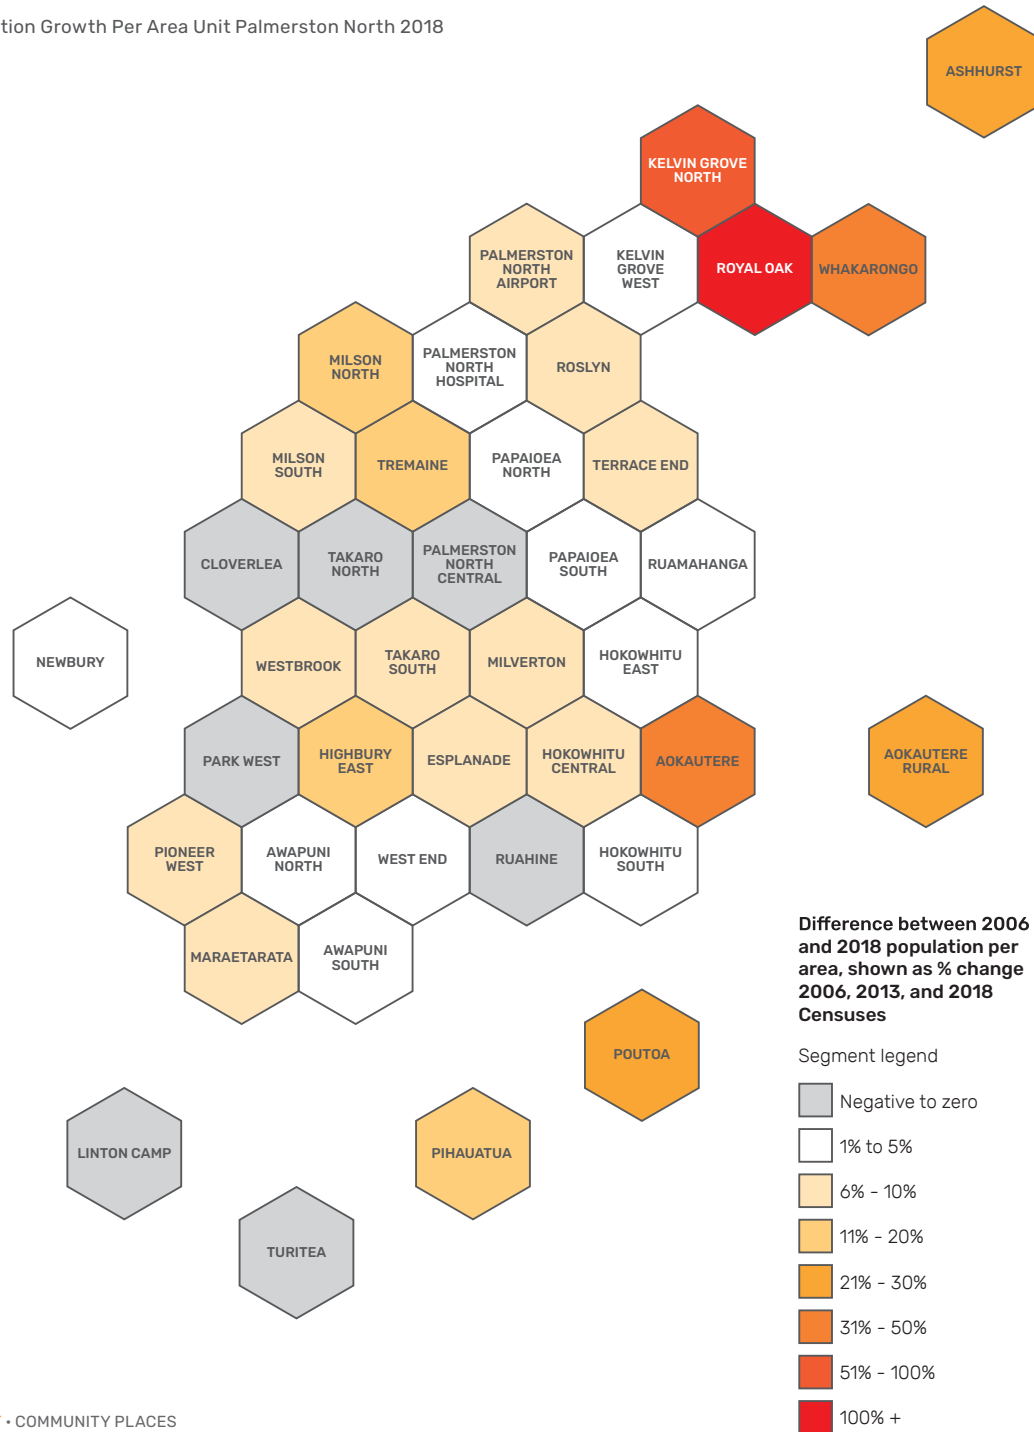 tion Growth Per Area Unit Palmerston North 2018
ASHHURST
KELVIN GROVE
NORTH
PALMERSTON
NORTH
AIRPORT
KELVIN
GROVE
WEST
ROYAL OAK
WHAKARONGO
MILSON
NORTH
PALMERSTON
NORTH
HOSPITAL
ROSLYN
MILSON
SOUTH
TREMAINE
PAPAIOEA
NORTH
TERRACE END
CLOVERLEA
TAKARO
NORTH
PALMERSTON
NORTH
CENTRAL
PAPAIOEA
SOUTH
RUAMAHANGA
NEWBURY
WESTBROOK
TAKARO
SOUTH
MILVERTON
HOKOWHITU
EAST
PARK WEST
HIGHBURY
EAST
ESPLANADE
HOKOWHITU
CENTRAL
AOKAUTERE
AOKAUTERE
RURAL
PIONEER
WEST
AWAPUNI
NORTH
WEST END
RUAHINE
HOKOWHITU
SOUTH
MARAETARATA
AWAPUNI
SOUTH
POUTOA
LINTON CAMP
PIHAUATUA
TURITEA
Difference between 2006
and 2018 population per
area, shown as % change
2006, 2013, and 2018
Censuses
Segment legend
Negative to zero
1% to 5%
6% - 10%
11% - 20%
21% - 30%
31% - 50%
51% - 100%
100% +
• COMMUNITY PLACES